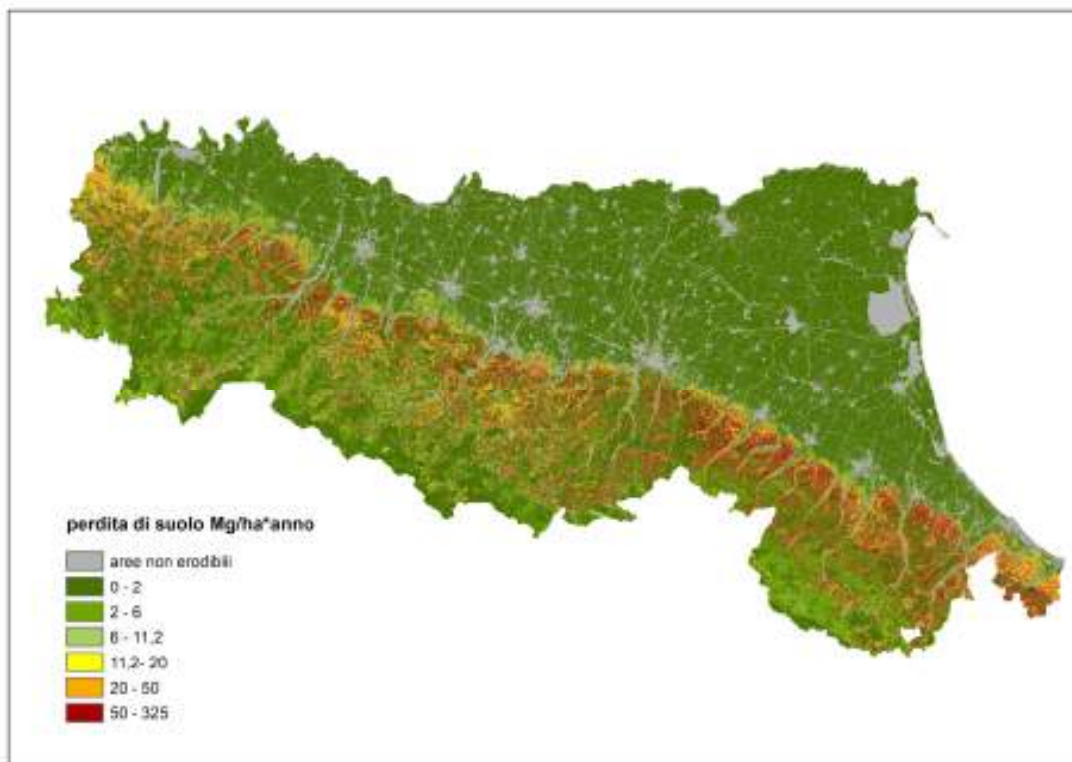 perdita di suolo Mg/ha*anno
aree non erodibili
0 - 2
2 - 6
6 - 11,2
11,2- 20
20 - 50
50 - 325